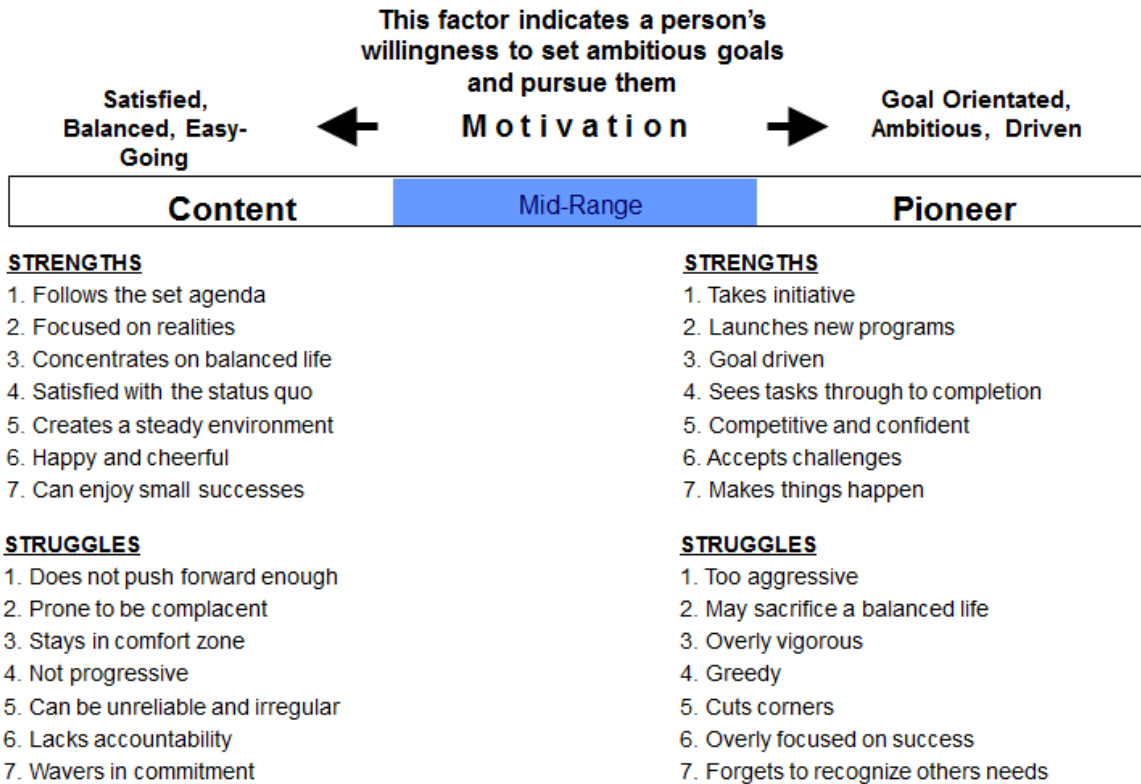 This factor indicates a person's
willingness to set ambitious goals
and pursue them
Satisfied,
Balanced, Easy-
Going
Motivation
Goal Orientated,
Ambitious, Driven
Content
Mid-Range
Pioneer
STRENGTHS
1. Follows the set agenda
2. Focused on realities
3. Concentrates on balanced life
4. Satisfied with the status quo
5. Creates a steady environment
6. Happy and cheerful
7. Can enjoy small successes
STRUGGLES
1. Does not push forward enough
2. Prone to be complacent
3. Stays in comfort zone
4. Not progressive
5. Can be unreliable and irregular
6. Lacks accountability
7. Wavers in commitment
STRENGTHS
1. Takes initiative
2. Launches new programs
3. Goal driven
4. Sees tasks through to completion
5. Competitive and confident
6. Accepts challenges
7. Makes things happen
STRUGGLES
1. Too aggressive
2. May sacrifice a balanced life
3. Overly vigorous
4. Greedy
5. Cuts corners
6. Overly focused on success
7. Forgets to recognize others needs